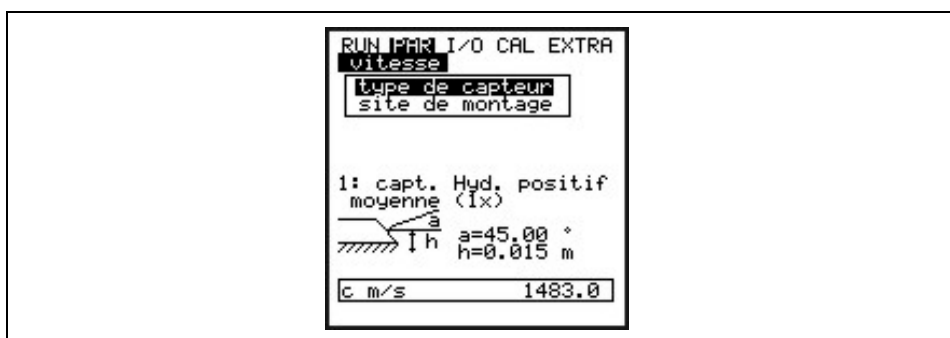 RUN PAR I/O CAL EXTRA
vitesse
type de capteur
site de montage
1: capt. Hyd. positif
moyenne (1x)
a
h
a=45.00 °
h=0.015 m
c m/s 1483.0